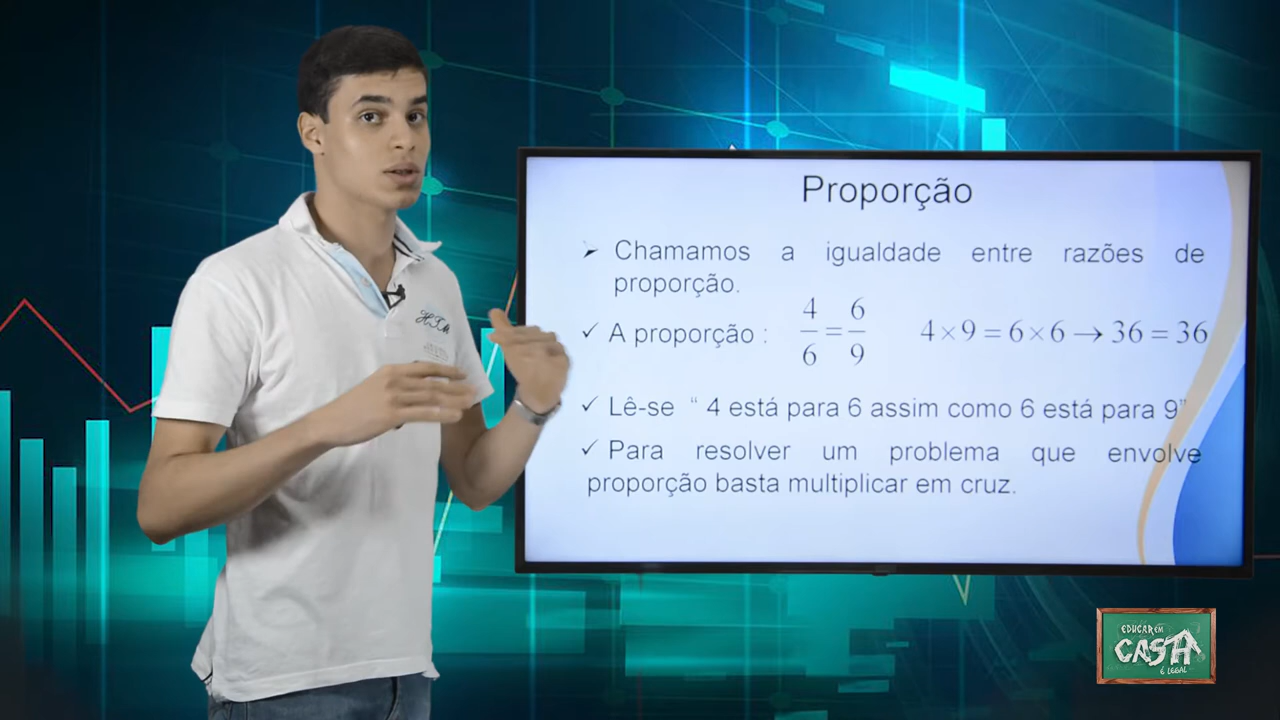 Proporção
➢ Chamamos a igualdade entre razões de
proporção.
✓ A proporção : 4/6 = 6/9 4×9 = 6×6 → 36 = 36
✓ Lê-se “ 4 está para 6 assim como 6 está para 9”
✓ Para resolver um problema que envolve
proporção basta multiplicar em cruz.
EDUCAR EM
CASA
É LEGAL